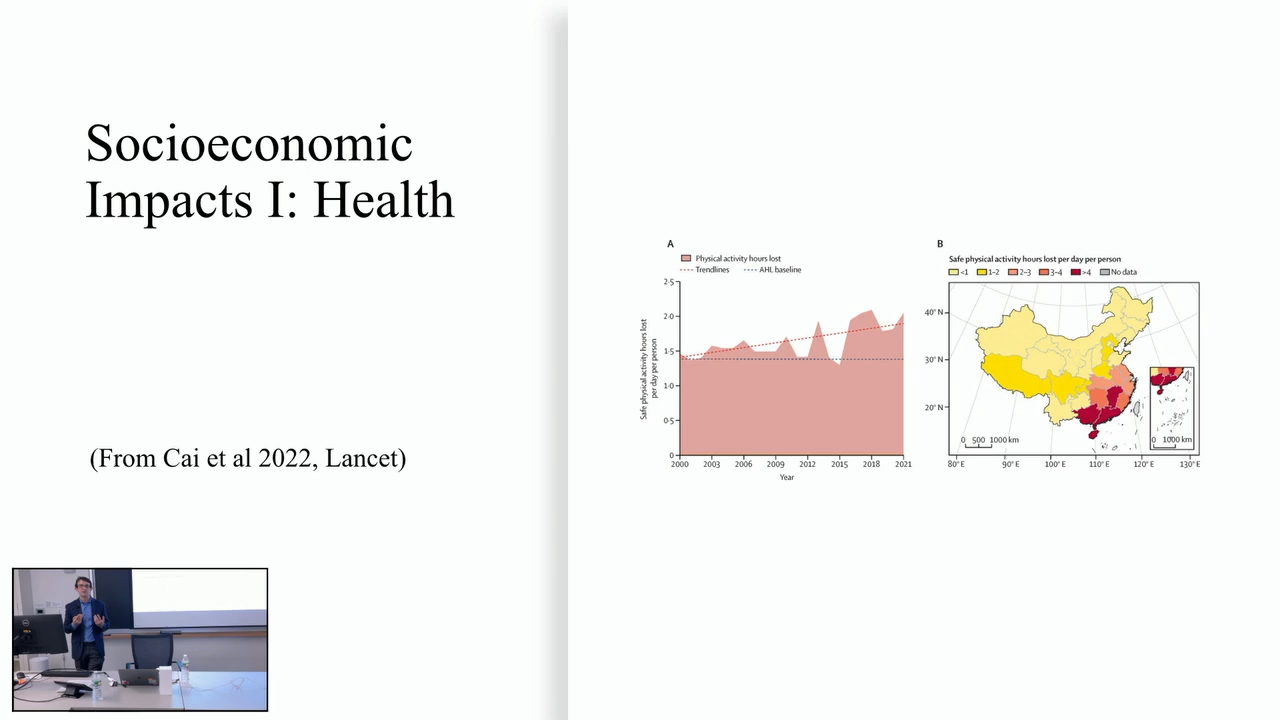 Socioeconomic
Impacts I: Health
(From Cai et al 2022, Lancet)
A
Physical activity hours lost
Trendlines
AHL baseline
Safe physical activity hours lost
per day per person
2·5
2·0
1·5
1·0
0·5
0
2000 2003 2006 2009 2012 2015 2018 2021
Year
B
Safe physical activity hours lost per day per person
<1 1–2 2–3 3–4 >4 No data
40° N
30° N
20° N
0 500 1000 km
0 1000 km
80° E 90° E 100° E 110° E 120° E 130° E